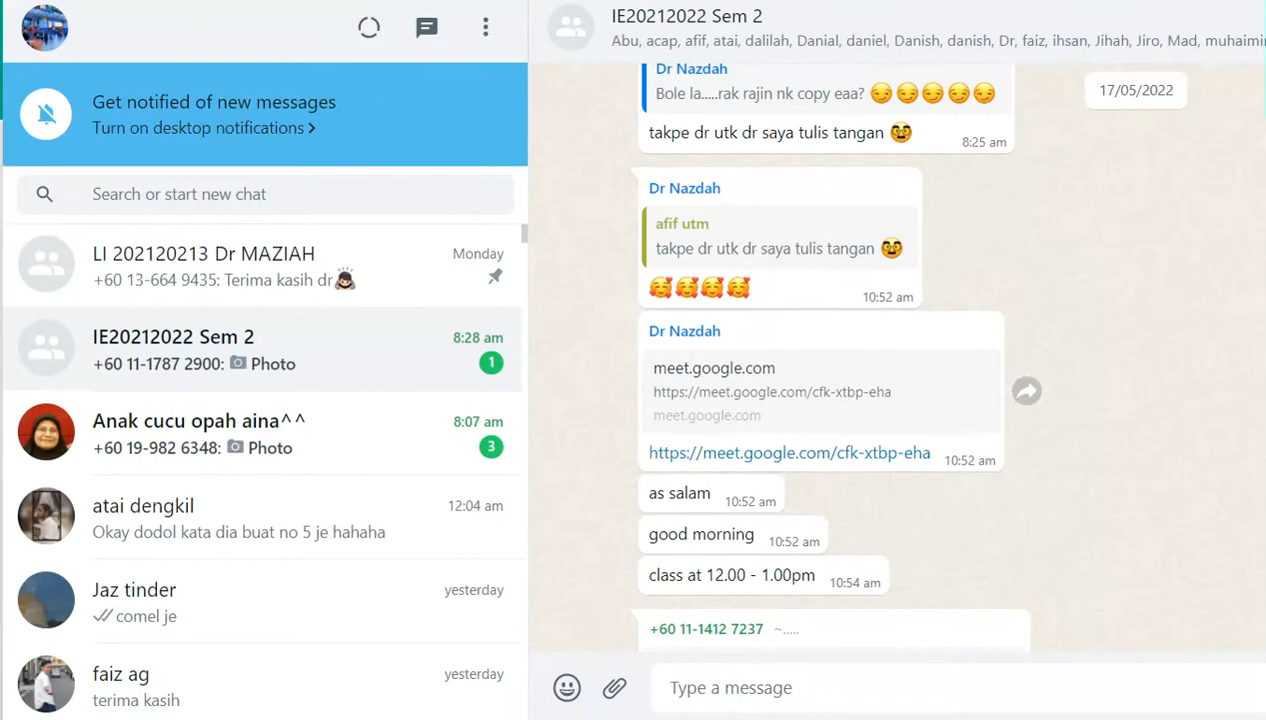 Get notified of new messages
Turn on desktop notifications >
Search or start new chat
LI 202120213 Dr MAZIAH
Monday
+60 13-664 9435: Terima kasih dr🙇
IE20212022 Sem 2
8:28 am
+60 11-1787 2900: Photo
1
Anak cucu opah aina^^
8:07 am
+60 19-982 6348: Photo
3
atai dengkil
12:04 am
Okay dodol kata dia buat no 5 je hahaha
Jaz tinder
yesterday
comel je
faiz ag
yesterday
terima kasih
IE20212022 Sem 2
Abu, acap, afif, atai, dalilah, Danial, daniel, Danish, danish, Dr, faiz, ihsan, Jihah, Jiro, Mad, muhaimi
17/05/2022
Dr Nazdah
Bole la.....rak rajin nk copy eaa? 😏😏😏😏😏
takpe dr utk dr saya tulis tangan 🥸
8:25 am
Dr Nazdah
afif utm
takpe dr utk dr saya tulis tangan 🥸
🥰🥰🥰🥰
10:52 am
Dr Nazdah
meet.google.com
https://meet.google.com/cfk-xtbp-eha
meet.google.com
https://meet.google.com/cfk-xtbp-eha
10:52 am
as salam
10:52 am
good morning
10:52 am
class at 12.00 - 1.00pm
10:54 am
+60 11-1412 7237 ~.....
Type a message